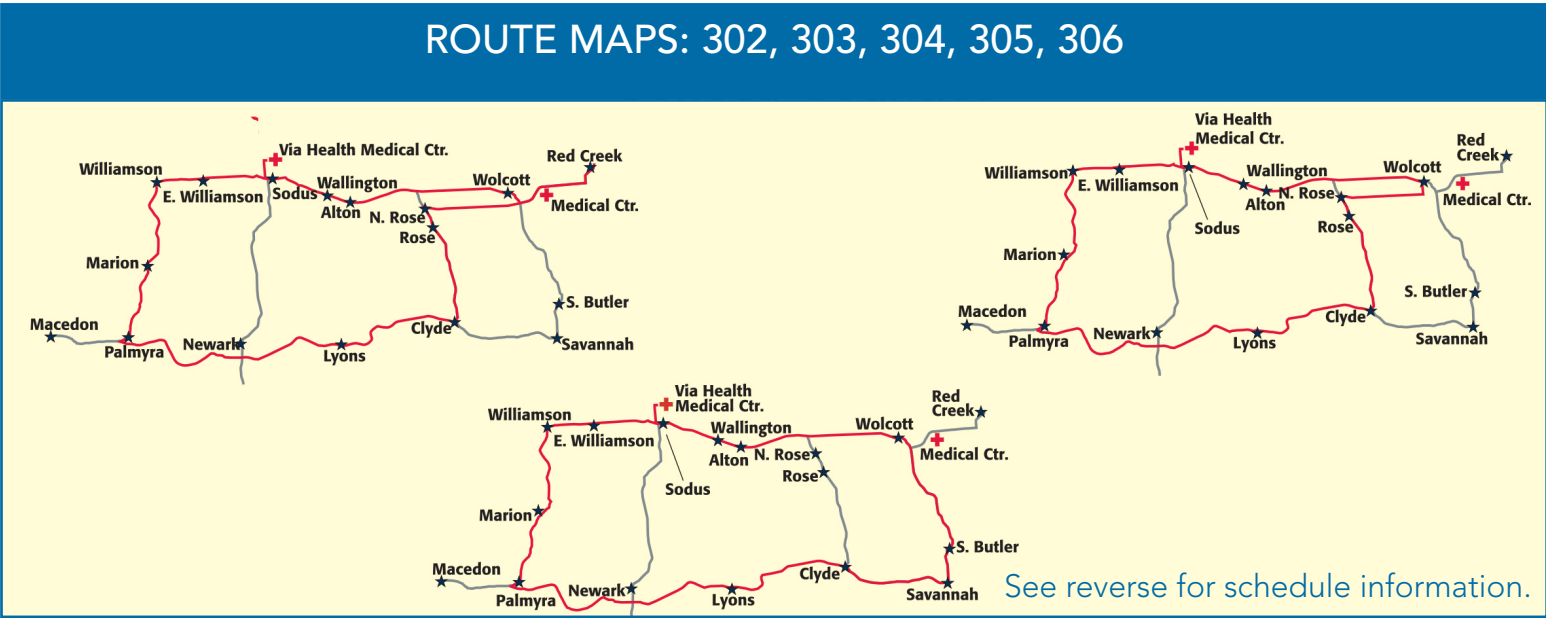 ROUTE MAPS: 302, 303, 304, 305, 306
Via Health Medical Ctr.
Williamson
E. Williamson
Sodus
Wallington
Alton
N. Rose
Rose
Wolcott
Red Creek
Medical Ctr.
Marion
S. Butler
Macedon
Palmyra
Newark
Lyons
Clyde
Savannah
Via Health
Medical Ctr.
Williamson
E. Williamson
Sodus
Wallington
Alton
N. Rose
Rose
Wolcott
Red
Creek
Medical Ctr.
Marion
S. Butler
Macedon
Palmyra
Newark
Lyons
Clyde
Savannah
Via Health
Medical Ctr.
Williamson
E. Williamson
Sodus
Wallington
Alton
N. Rose
Rose
Wolcott
Red
Creek
Medical Ctr.
Marion
S. Butler
Macedon
Palmyra
Newark
Lyons
Clyde
Savannah
See reverse for schedule information.